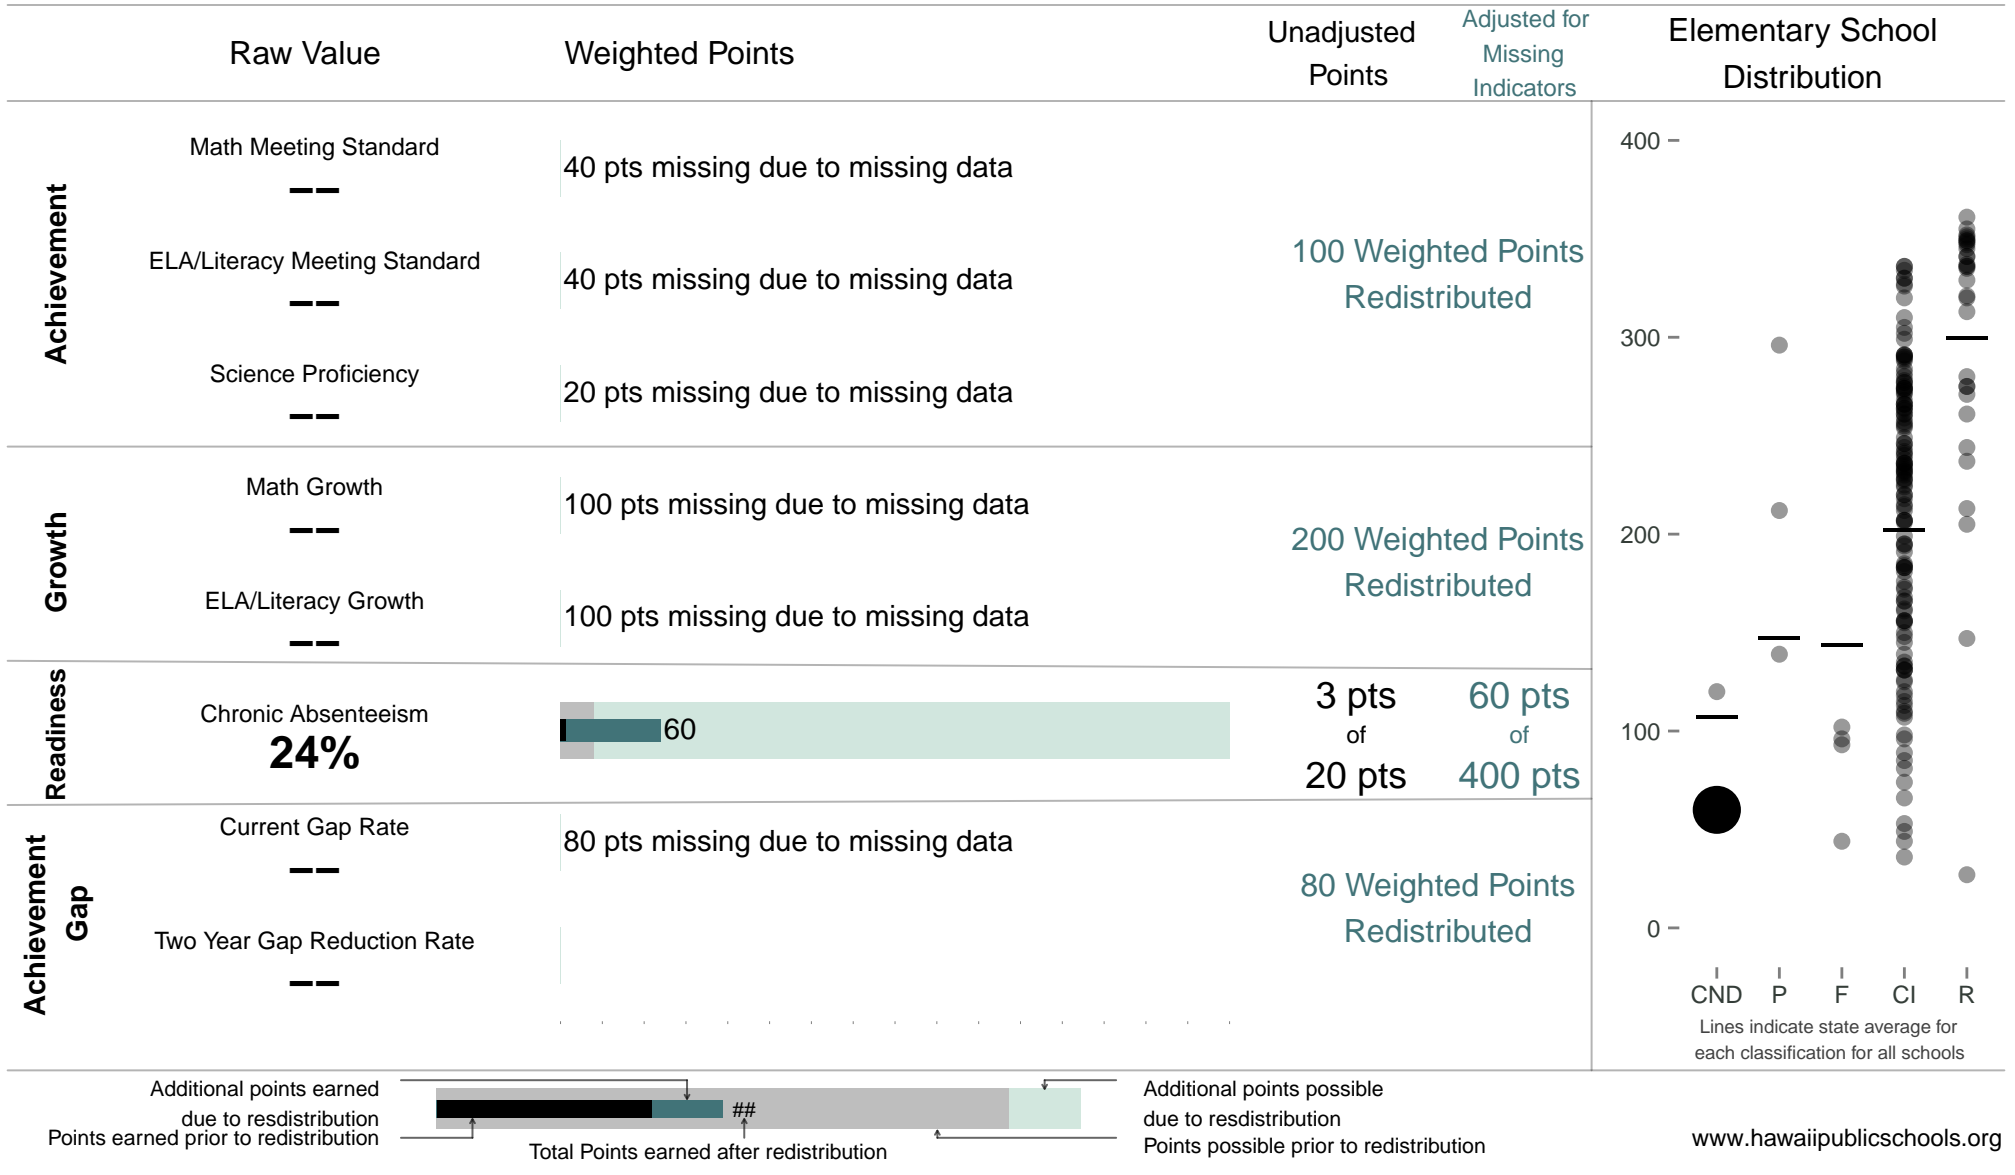 Raw Value
Weighted Points
Unadjusted
Points
Adjusted for
Missing
Indicators
Elementary School
Distribution
Achievement
Math Meeting Standard
--
40 pts missing due to missing data
ELA/Literacy Meeting Standard
--
40 pts missing due to missing data
Science Proficiency
--
20 pts missing due to missing data
100 Weighted Points
Redistributed
Growth
Math Growth
--
100 pts missing due to missing data
ELA/Literacy Growth
--
100 pts missing due to missing data
200 Weighted Points
Redistributed
Readiness
Chronic Absenteeism
24%
60
3 pts
of
20 pts
60 pts
of
400 pts
Achievement
Gap
Current Gap Rate
--
80 pts missing due to missing data
Two Year Gap Reduction Rate
--
80 Weighted Points
Redistributed
400
300
200
100
0
CND P F CI R
Lines indicate state average for
each classification for all schools
Additional points earned
due to resdistribution
Points earned prior to redistribution
##
Total Points earned after redistribution
Additional points possible
due to resdistribution
Points possible prior to redistribution
www.hawaiipublicschools.org